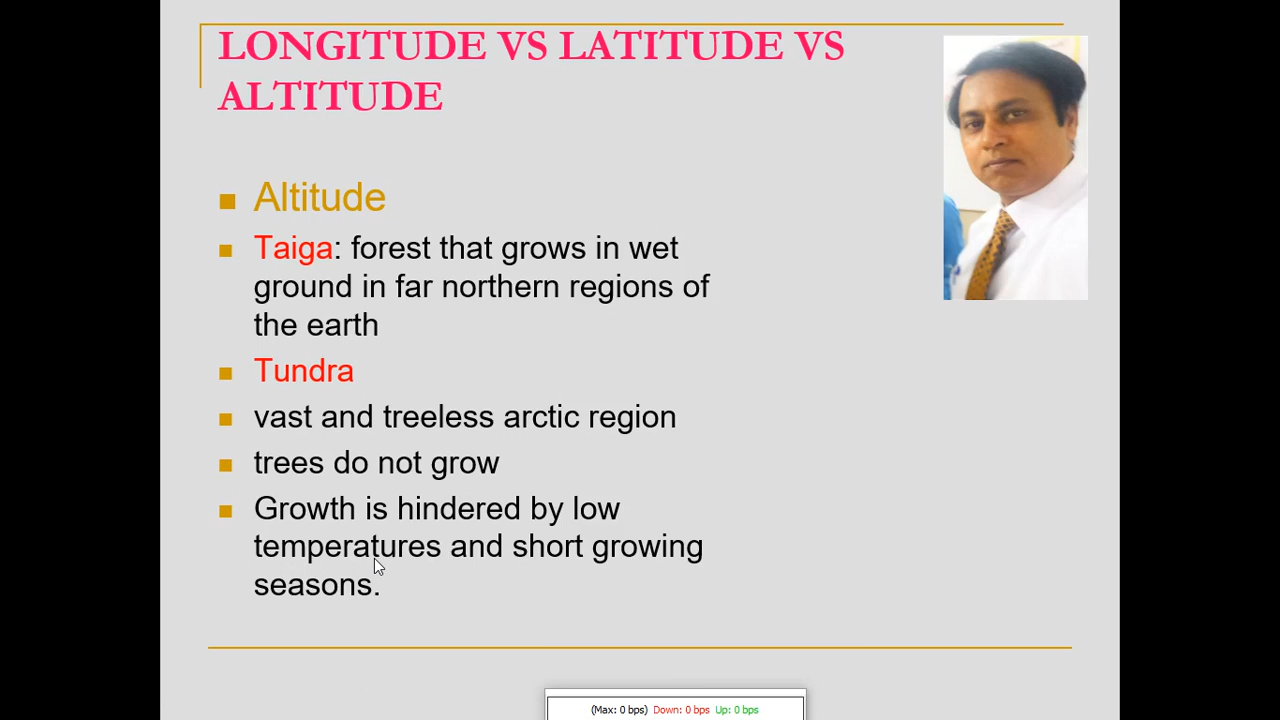 LONGITUDE VS LATITUDE VS
ALTITUDE
Altitude
Taiga: forest that grows in wet
ground in far northern regions of
the earth
Tundra
vast and treeless arctic region
trees do not grow
Growth is hindered by low
temperatures and short growing
seasons.
(Max: 0 bps) Down: 0 bps Up: 0 bps